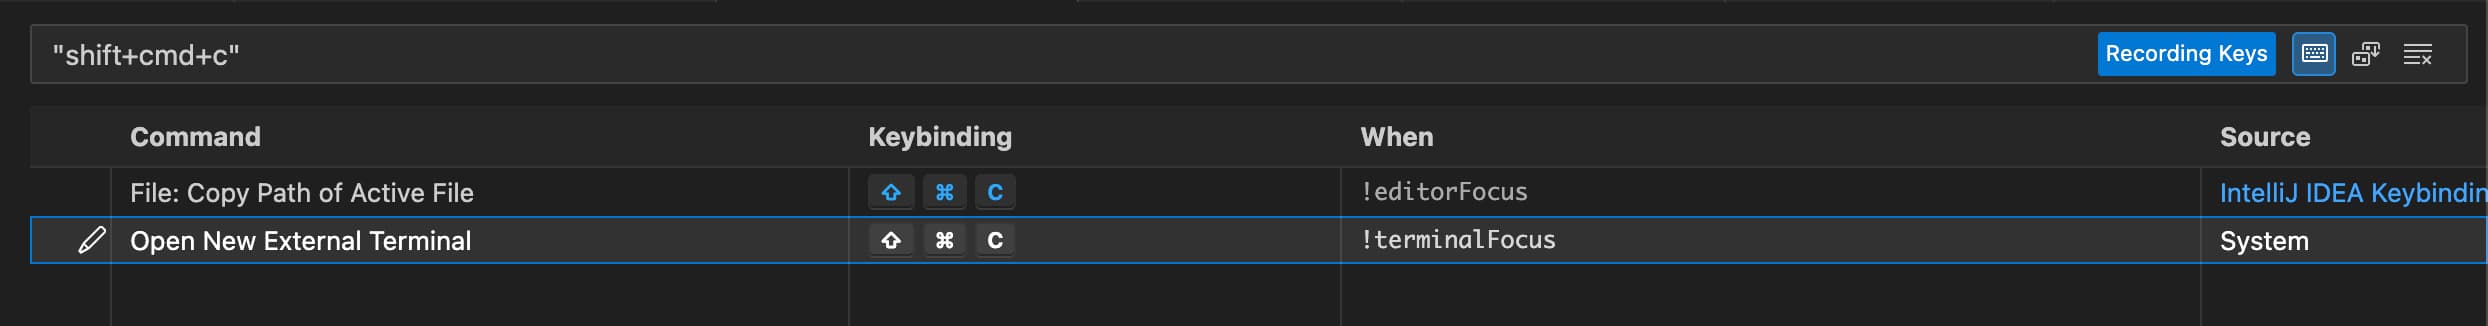 "shift+cmd+c" Recording Keys
Command Keybinding When Source
File: Copy Path of Active File ⇧ ⌘ C !editorFocus IntelliJ IDEA Keybindin
Open New External Terminal ⇧ ⌘ C !terminalFocus System